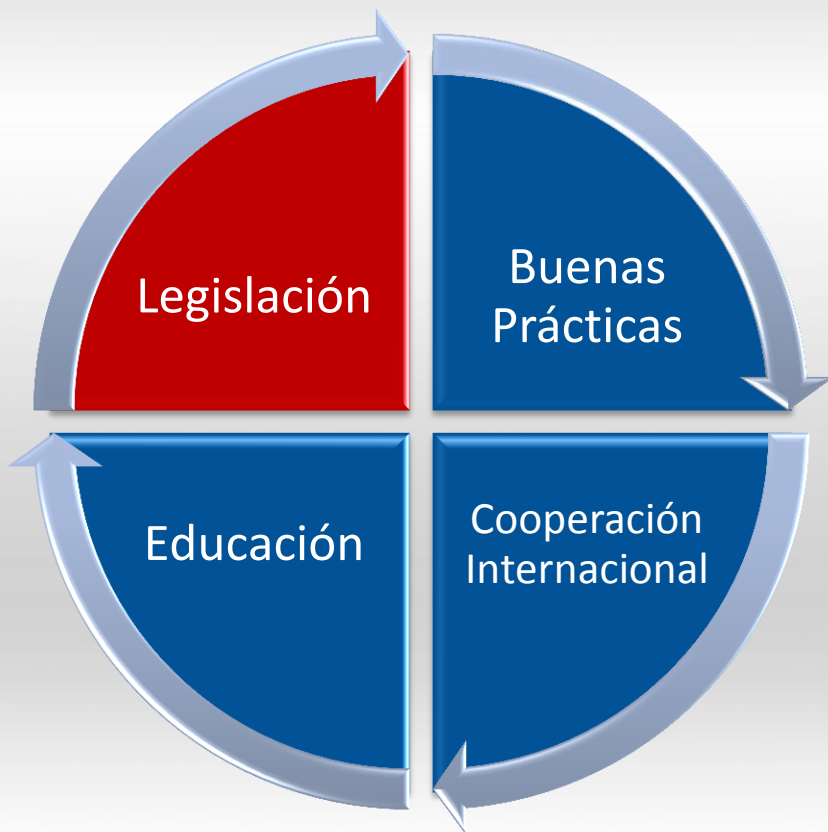 Legislación
Buenas
Prácticas
Educación
Cooperación
Internacional